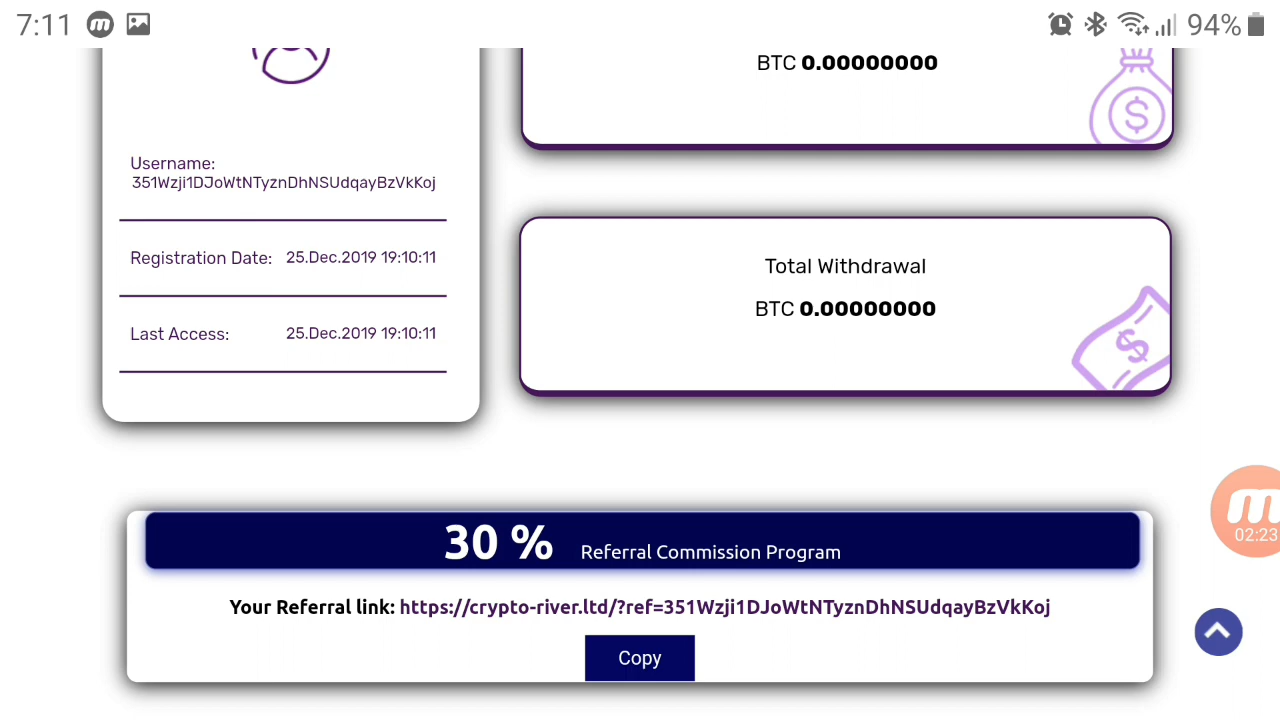 7:11
94%
BTC 0.00000000
Username:
351Wzji1DJoWtNTyznDhNSUdqayBzVkKoj
Registration Date: 25.Dec.2019 19:10:11
Last Access: 25.Dec.2019 19:10:11
Total Withdrawal
BTC 0.00000000
30 % Referral Commission Program
Your Referral link: https://crypto-river.ltd/?ref=351Wzji1DJoWtNTyznDhNSUdqayBzVkKoj
Copy
02:23